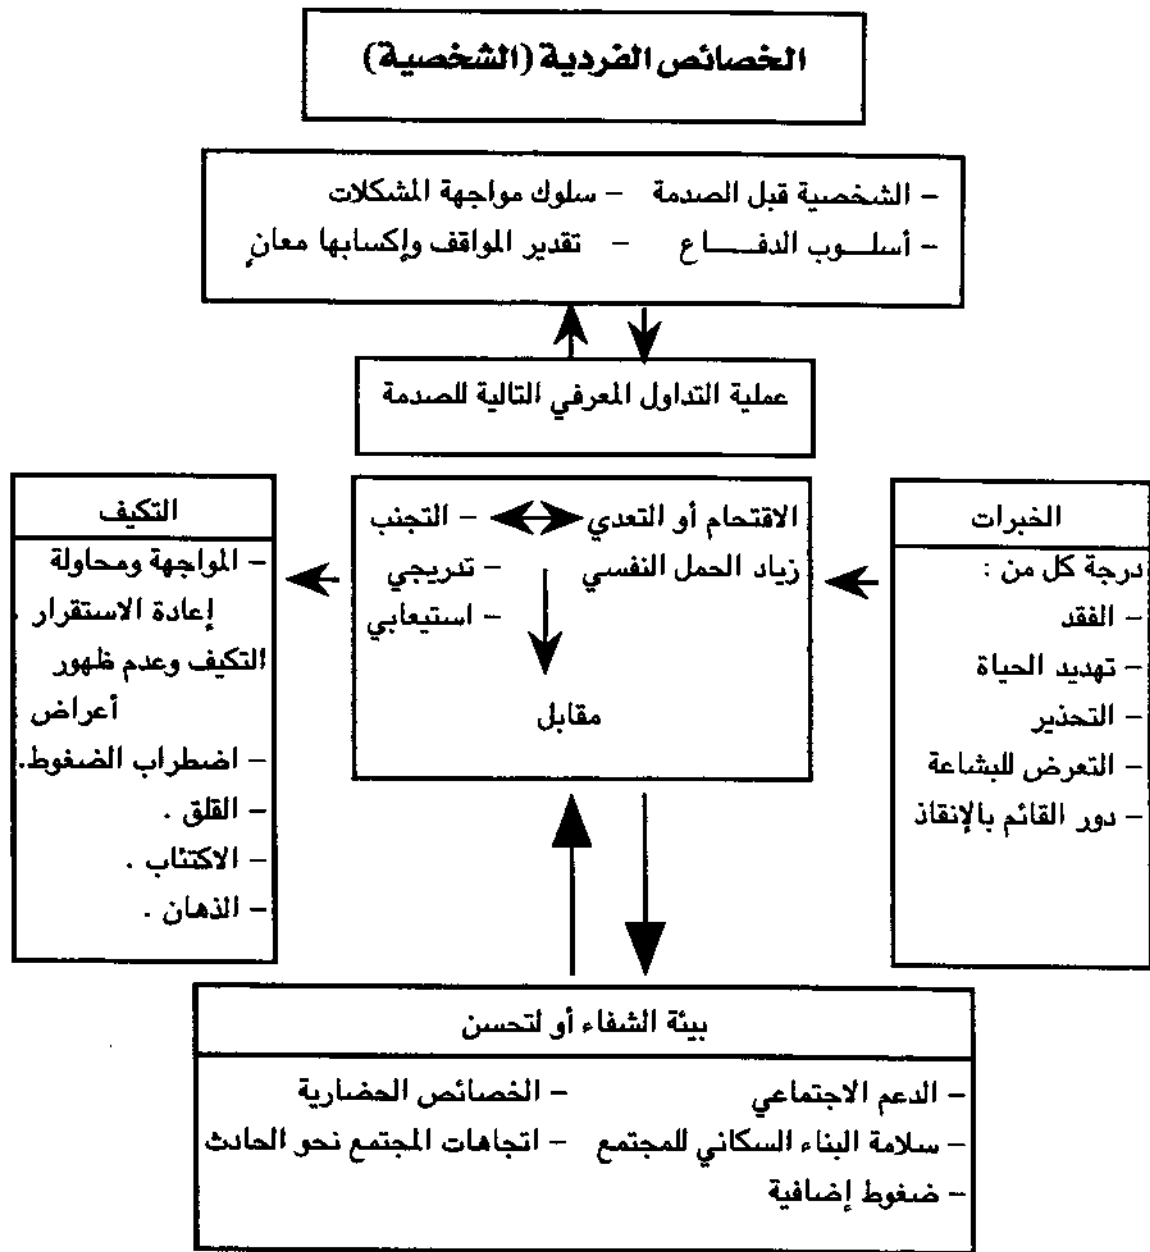 الخصائص الفردية (الشخصية)
– الشخصية قبل الصدمة – سلوك مواجهة المشكلات
– أسلـــوب الدفــــاع – تقدير المواقف وإكسابها معانٍ
عملية التداول المعرفي التالية للصدمة
الخبرات
درجة كل من :
– الفقد
– تهديد الحياة
– التحذير
– التعرض للبشاعة
– دور القائم بالإنقاذ
الاقتحام أو التعدي – التجنب
زياد الحمل النفسي – تدريجي
– استيعابي
مقابل
التكيف
– المواجهة ومحاولة
إعادة الاستقرار .
التكيف وعدم ظهور
أعراض .
– اضطراب الضغوط.
– القلق .
– الاكتئاب .
– الذهان .
بيئة الشفاء أو لتحسن
– الدعم الاجتماعي – الخصائص الحضارية
– سلامة البناء السكاني للمجتمع – اتجاهات المجتمع نحو الحادث
– ضغوط إضافية